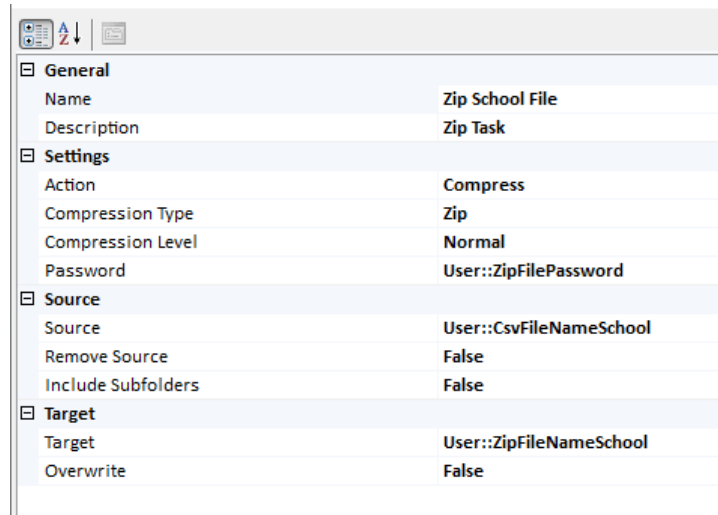 General
Name Zip School File
Description Zip Task
Settings
Action Compress
Compression Type Zip
Compression Level Normal
Password User::ZipFilePassword
Source
Source User::CsvFileNameSchool
Remove Source False
Include Subfolders False
Target
Target User::ZipFileNameSchool
Overwrite False